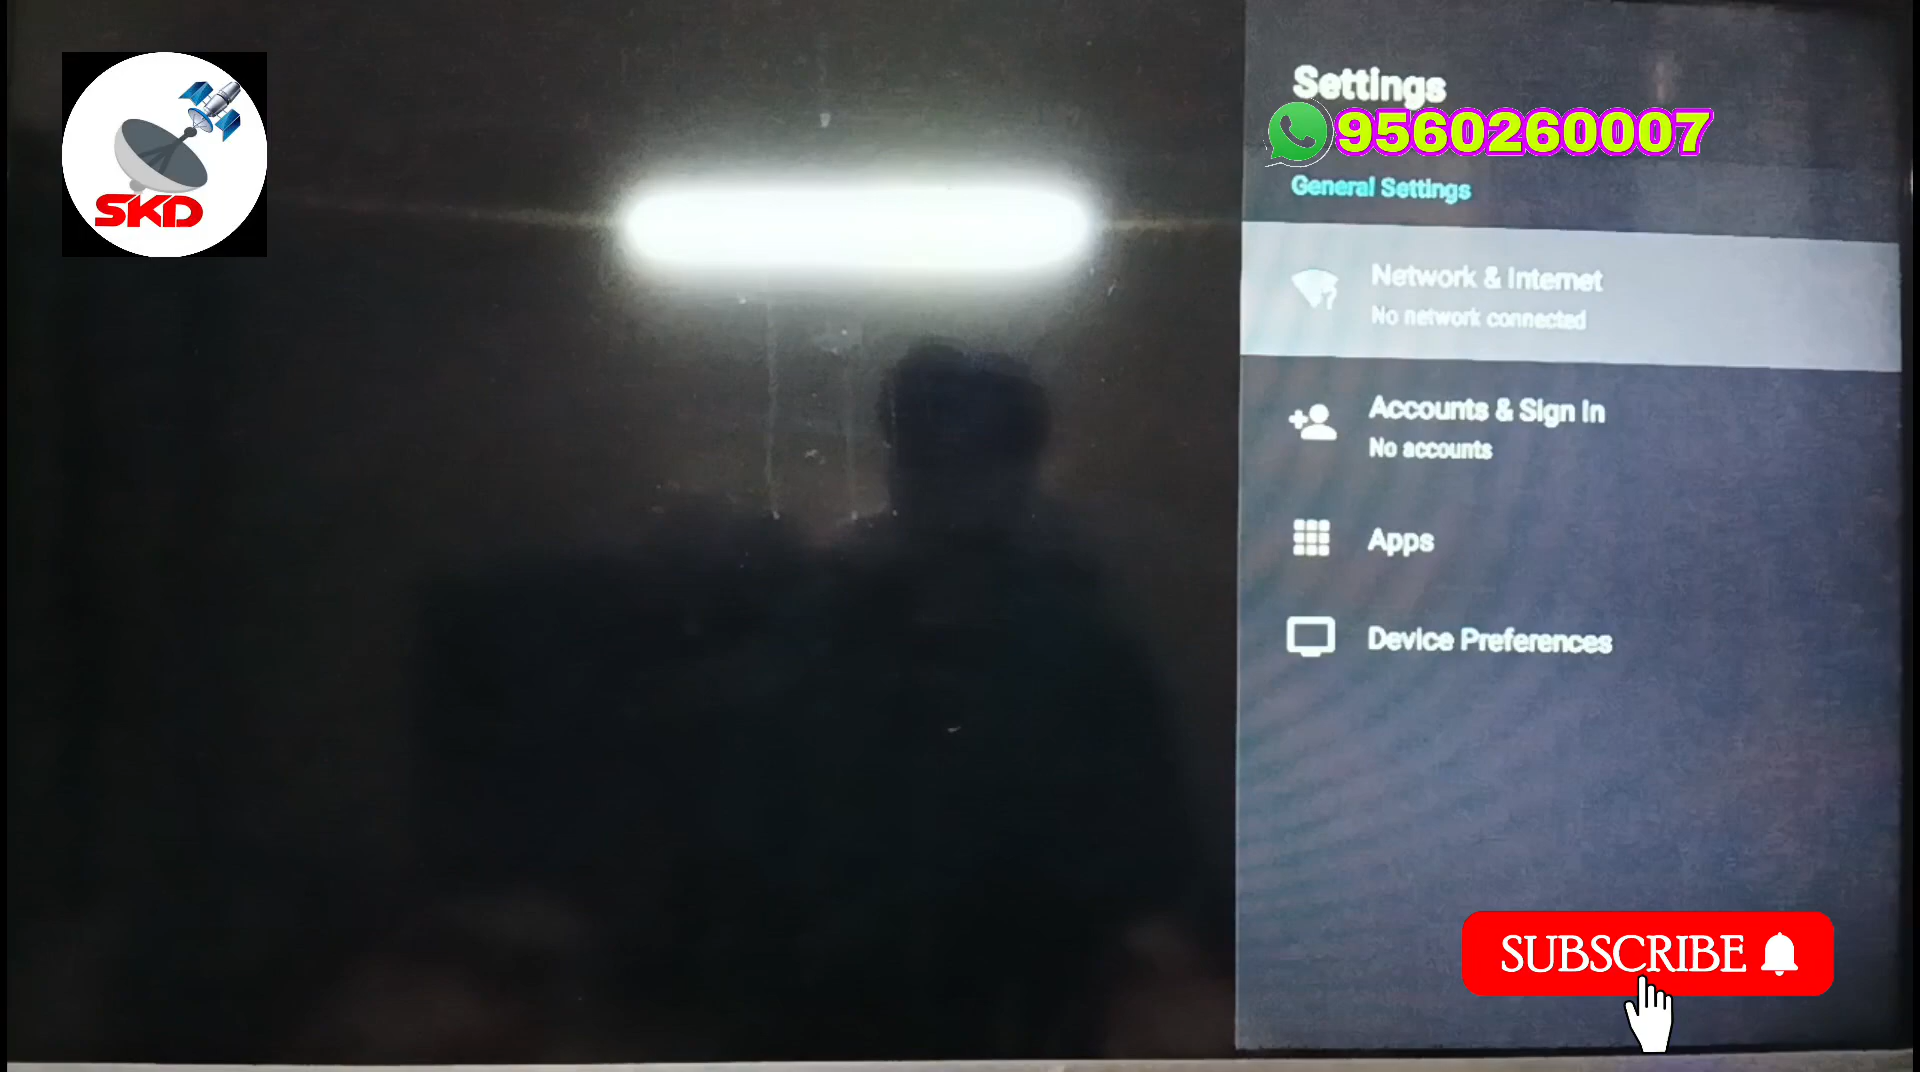 SKD
Settings
9560260007
General Settings
Network & Internet
No network connected
Accounts & Sign In
No accounts
Apps
Device Preferences
SUBSCRIBE